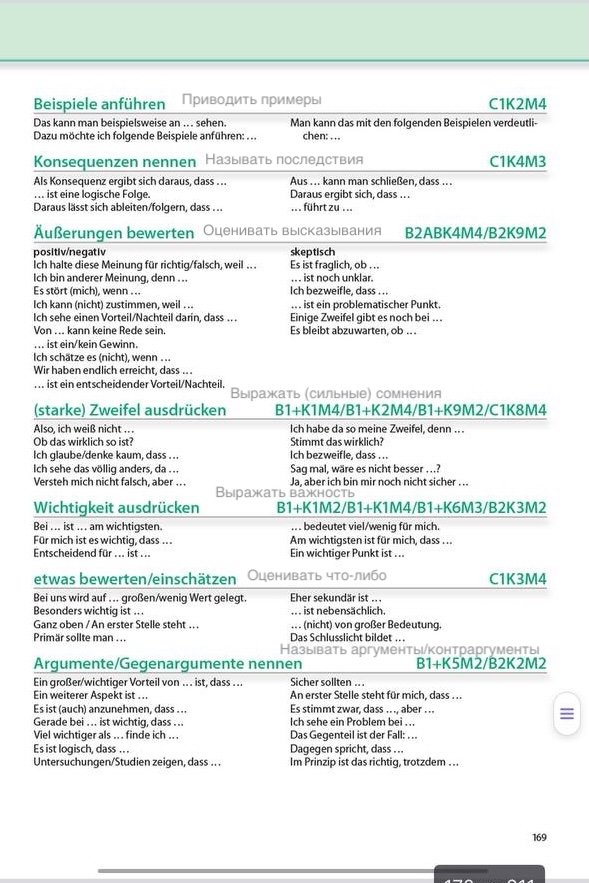 Beispiele anführen Приводить примеры C1K2M4
Das kann man beispielsweise an … sehen.
Dazu möchte ich folgende Beispiele anführen: …
Man kann das mit den folgenden Beispielen verdeutli-
chen: …
Konsequenzen nennen Называть последствия C1K4M3
Als Konsequenz ergibt sich daraus, dass …
… ist eine logische Folge.
Daraus lässt sich ableiten/folgern, dass …
Aus … kann man schließen, dass …
Daraus ergibt sich, dass …
… führt zu …
Äußerungen bewerten Оценивать высказывания B2ABK4M4/B2K9M2
positiv/negativ
Ich halte diese Meinung für richtig/falsch, weil …
Ich bin anderer Meinung, denn …
Es stört (mich), wenn …
Ich kann (nicht) zustimmen, weil …
Ich sehe einen Vorteil/Nachteil darin, dass …
Von … kann keine Rede sein.
… ist ein/kein Gewinn.
Ich schätze es (nicht), wenn …
Wir haben endlich erreicht, dass …
… ist ein entscheidender Vorteil/Nachteil.
skeptisch
Es ist fraglich, ob …
… ist noch unklar.
Ich bezweifle, dass …
… ist ein problematischer Punkt.
Einige Zweifel gibt es noch bei …
Es bleibt abzuwarten, ob …
Выражать (сильные) сомнения
(starke) Zweifel ausdrücken B1+K1M4/B1+K2M4/B1+K9M2/C1K8M4
Also, ich weiß nicht …
Ob das wirklich so ist?
Ich glaube/denke kaum, dass …
Ich sehe das völlig anders, da …
Versteh mich nicht falsch, aber …
Ich habe da so meine Zweifel, denn …
Stimmt das wirklich?
Ich bezweifle, dass …
Sag mal, wäre es nicht besser …?
Ja, aber ich bin mir noch nicht sicher …
Выражать важность
Wichtigkeit ausdrücken B1+K1M2/B1+K1M4/B1+K6M3/B2K3M2
Bei … ist … am wichtigsten.
Für mich ist es wichtig, dass …
Entscheidend für … ist …
… bedeutet viel/wenig für mich.
Am wichtigsten ist für mich, dass …
Ein wichtiger Punkt ist …
etwas bewerten/einschätzen Оценивать что-либо C1K3M4
Bei uns wird auf … großen/wenig Wert gelegt.
Besonders wichtig ist …
Ganz oben / An erster Stelle steht …
Primär sollte man …
Eher sekundär ist …
… ist nebensächlich.
… (nicht) von großer Bedeutung.
Das Schlusslicht bildet …
Называть аргументы/контраргументы
Argumente/Gegenargumente nennen B1+K5M2/B2K2M2
Ein großer/wichtiger Vorteil von … ist, dass …
Ein weiterer Aspekt ist …
Es ist (auch) anzunehmen, dass …
Gerade bei … ist wichtig, dass …
Viel wichtiger als … finde ich …
Es ist logisch, dass …
Untersuchungen/Studien zeigen, dass …
Sicher sollten …
An erster Stelle steht für mich, dass …
Es stimmt zwar, dass …, aber …
Ich sehe ein Problem bei …
Das Gegenteil ist der Fall: …
Dagegen spricht, dass …
Im Prinzip ist das richtig, trotzdem …
169